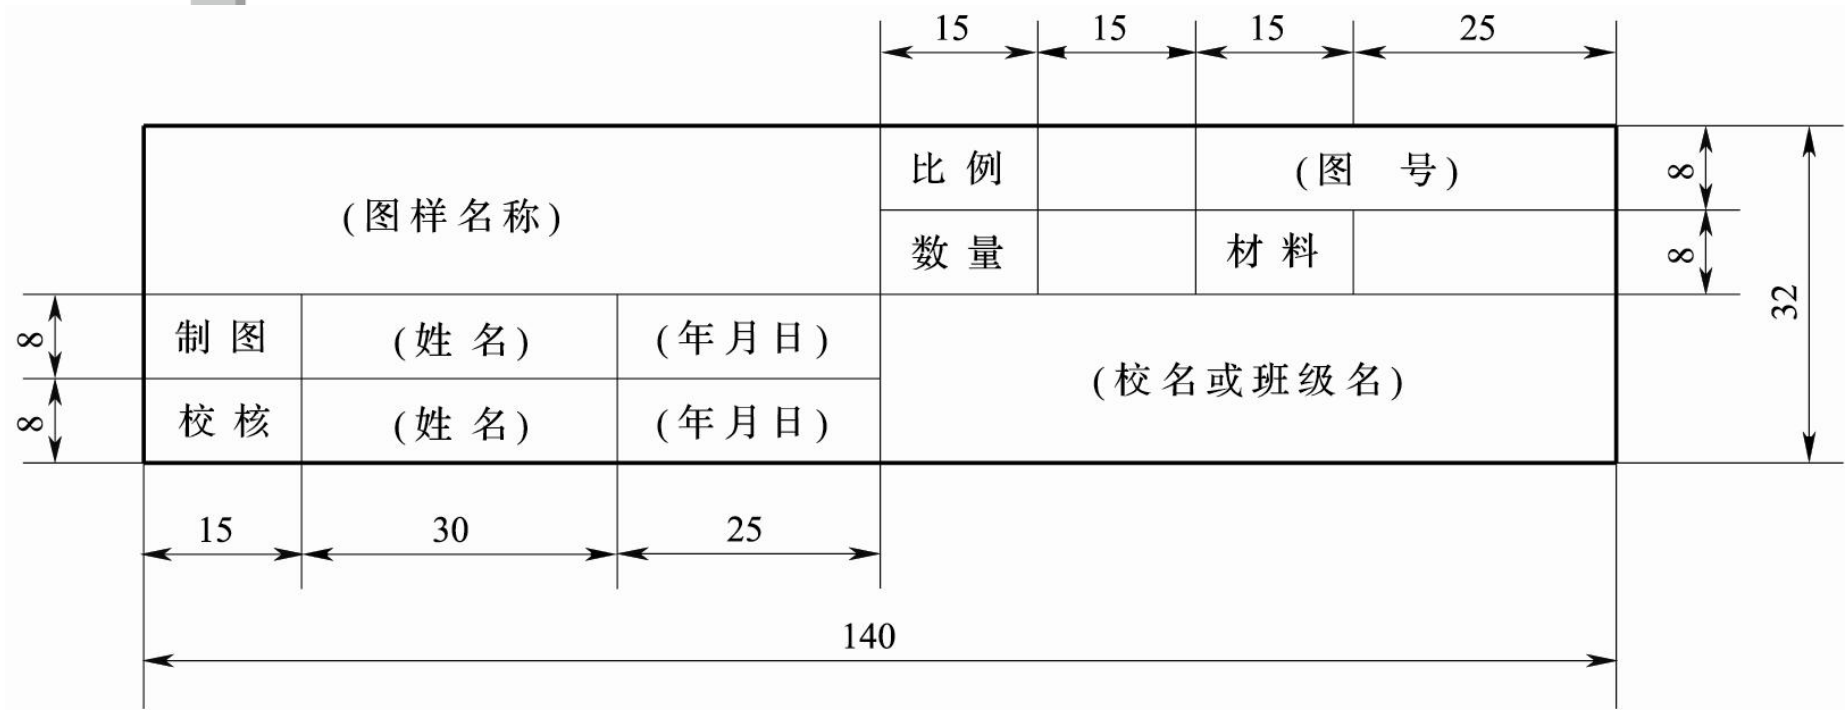 15 15 15 25
比 例 (图 号) 8
(图样名称)
数 量 材 料 8
32
8 制 图 (姓 名) (年月日)
(校名或班级名)
8 校 核 (姓 名) (年月日)
15 30 25
140